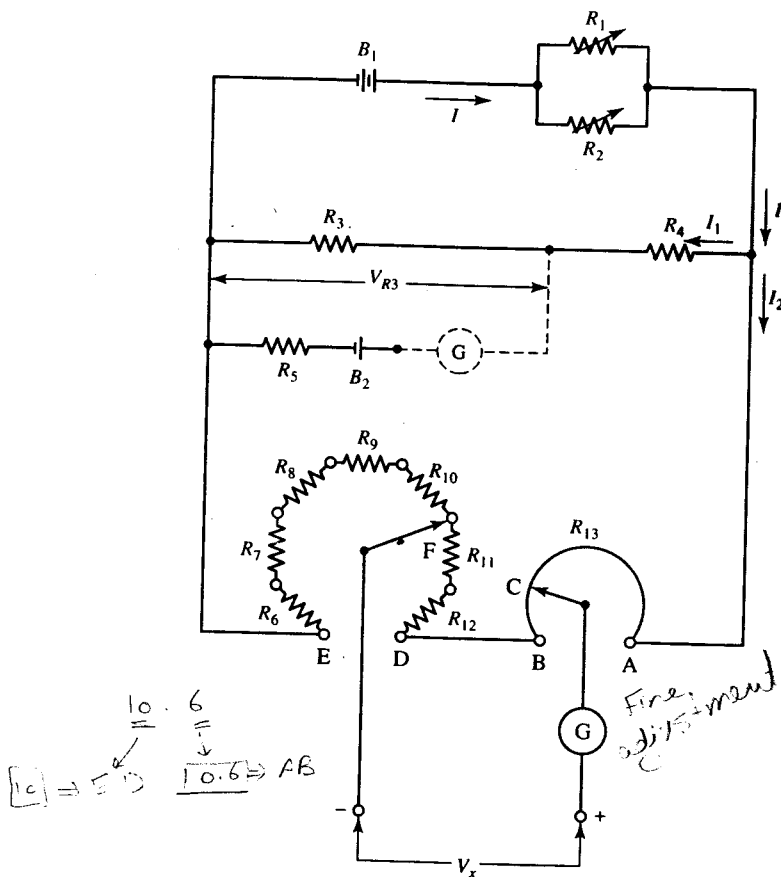 R1
B1
I
R2
I
R3
R4
I1
VR3
I2
G
R5
B2
R9
R8
R10
R13
R7
F
R11
C
R6
R12
E
D
B
A
Fine
adjustment
10.6
G
10.6 ⇒ AB
-
+
Vx